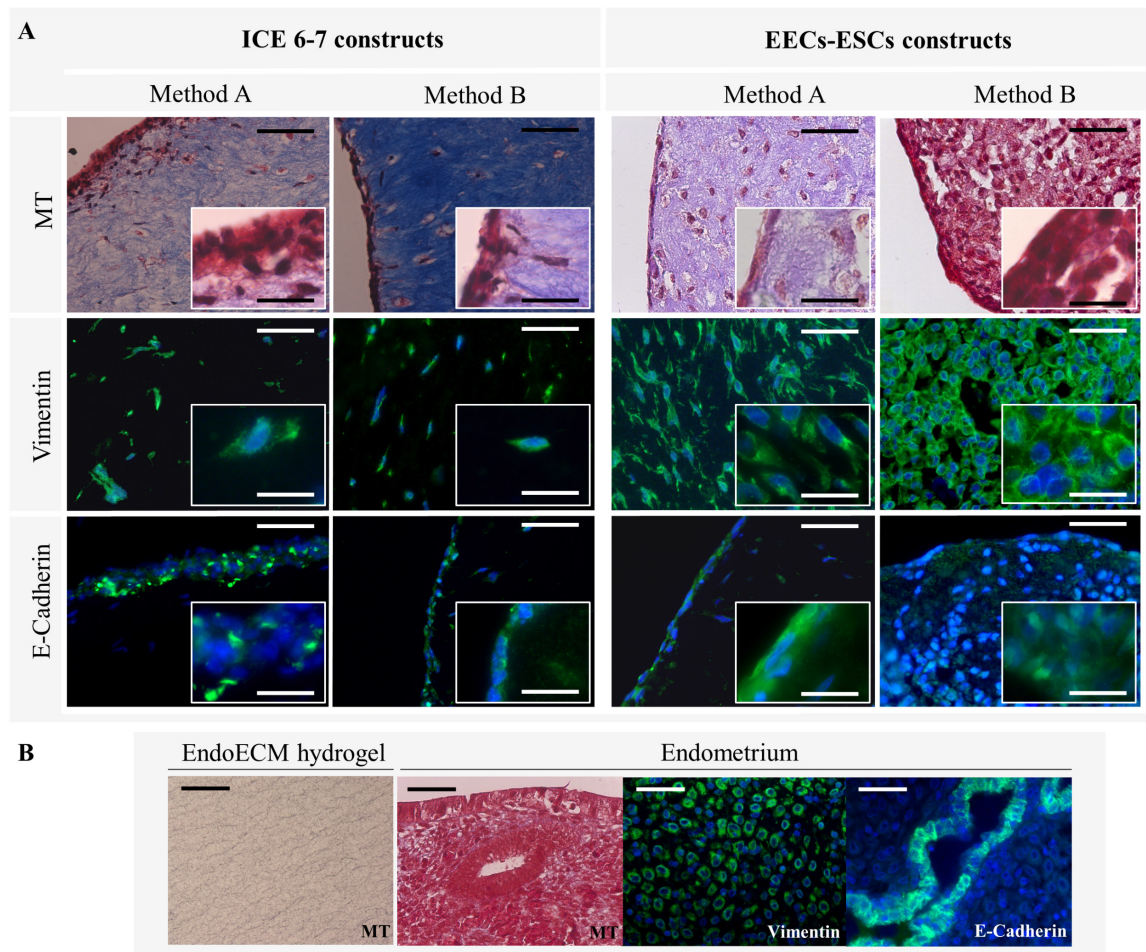 A
ICE 6-7 constructs
EECs-ESCs constructs
Method A
Method B
Method A
Method B
MT
Vimentin
E-Cadherin
B
EndoECM hydrogel
Endometrium
MT
MT
Vimentin
E-Cadherin